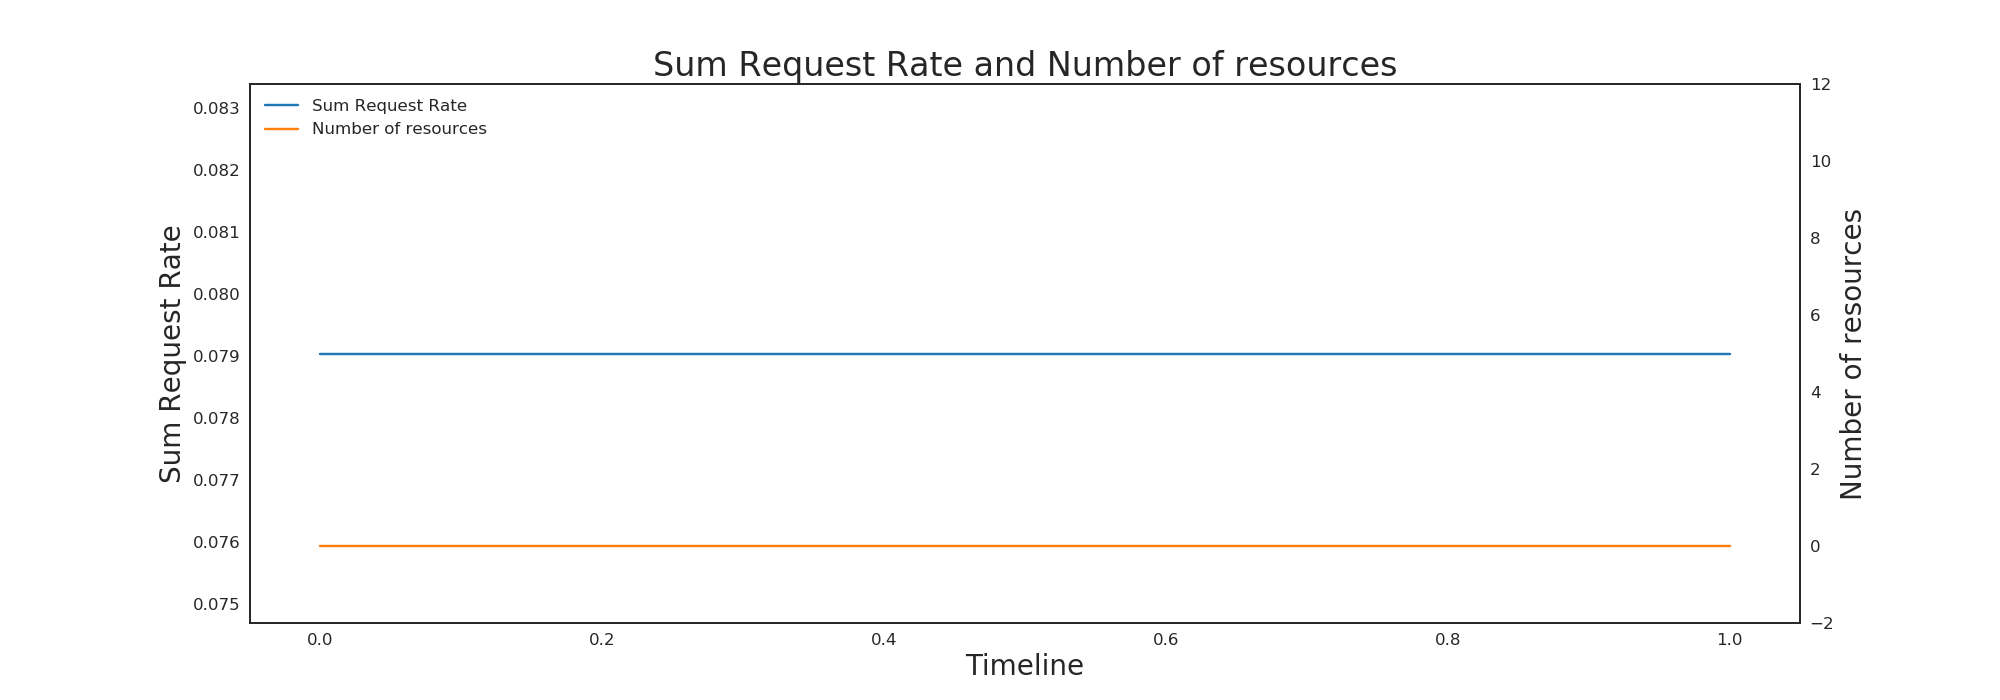 Sum Request Rate and Number of resources
Sum Request Rate
Number of resources
0.083
0.082
0.081
0.080
0.079
0.078
0.077
0.076
0.075
Sum Request Rate
12
10
8
6
4
2
0
−2
Number of resources
0.0 0.2 0.4 0.6 0.8 1.0
Timeline